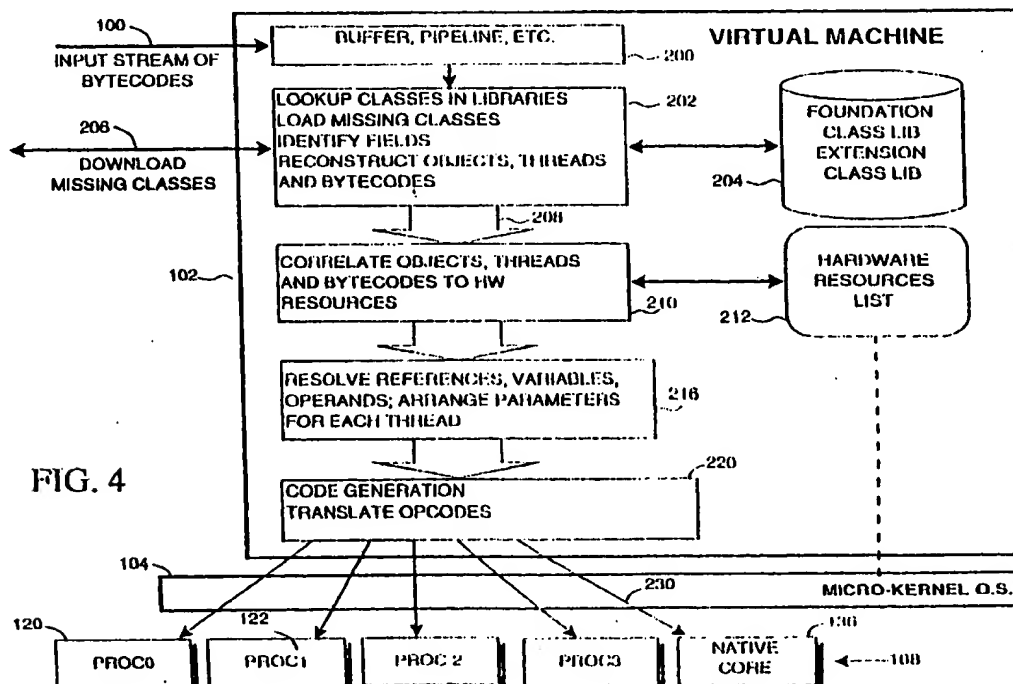 100
INPUT STREAM OF
BYTECODES
BUFFER, PIPELINE, ETC.
200
VIRTUAL MACHINE
206
DOWNLOAD
MISSING CLASSES
LOOKUP CLASSES IN LIBRARIES
LOAD MISSING CLASSES
IDENTIFY FIELDS
RECONSTRUCT OBJECTS, THREADS
AND BYTECODES
202
FOUNDATION
CLASS LIB
EXTENSION
CLASS LIB
204
208
102
CORRELATE OBJECTS, THREADS
AND BYTECODES TO HW
RESOURCES
210
HARDWARE
RESOURCES
LIST
212
RESOLVE REFERENCES, VARIABLES,
OPERANDS; ARRANGE PARAMETERS
FOR EACH THREAD
216
FIG. 4
CODE GENERATION
TRANSLATE OPCODES
220
104
230
MICRO-KERNEL O.S.
120
PROC0
122
PROC1
PROC 2
PROC3
136
NATIVE
CORE
108